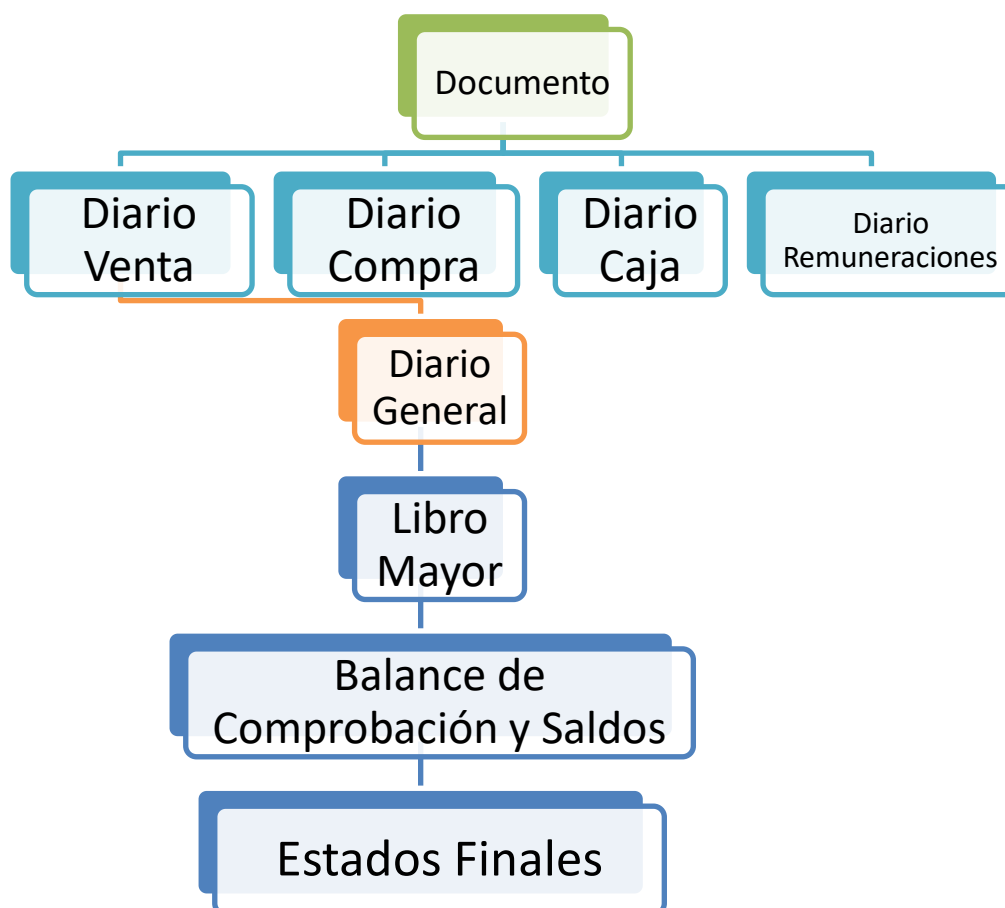 Documento
Diario
Venta
Diario
Compra
Diario
Caja
Diario
Remuneraciones
Diario
General
Libro
Mayor
Balance de
Comprobación y Saldos
Estados Finales